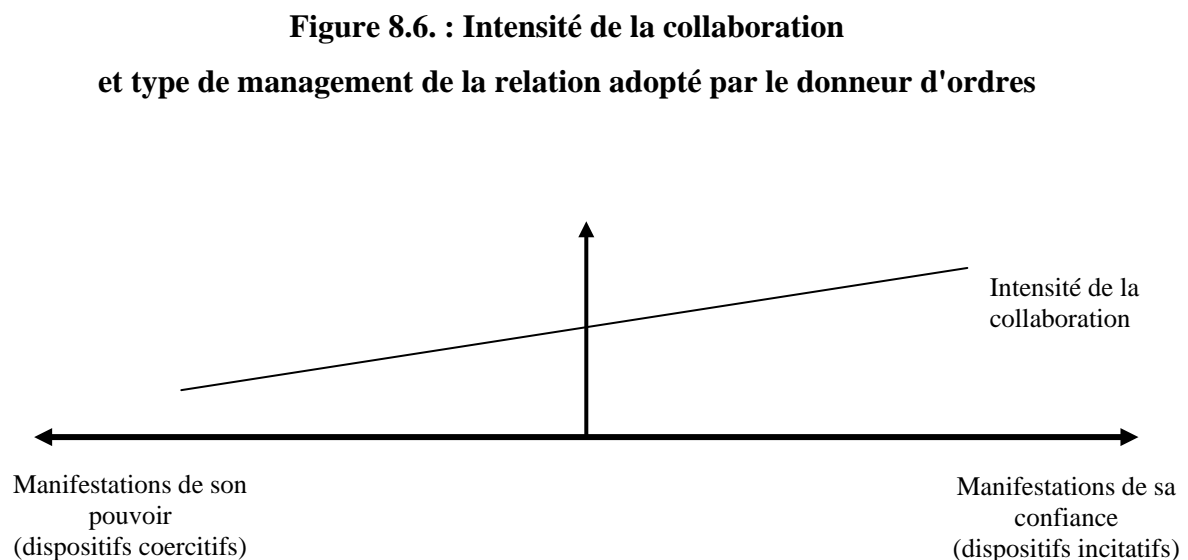 Figure 8.6. : Intensité de la collaboration
et type de management de la relation adopté par le donneur d'ordres
Intensité de la
collaboration
Manifestations de son
pouvoir
(dispositifs coercitifs)
Manifestations de sa
confiance
(dispositifs incitatifs)